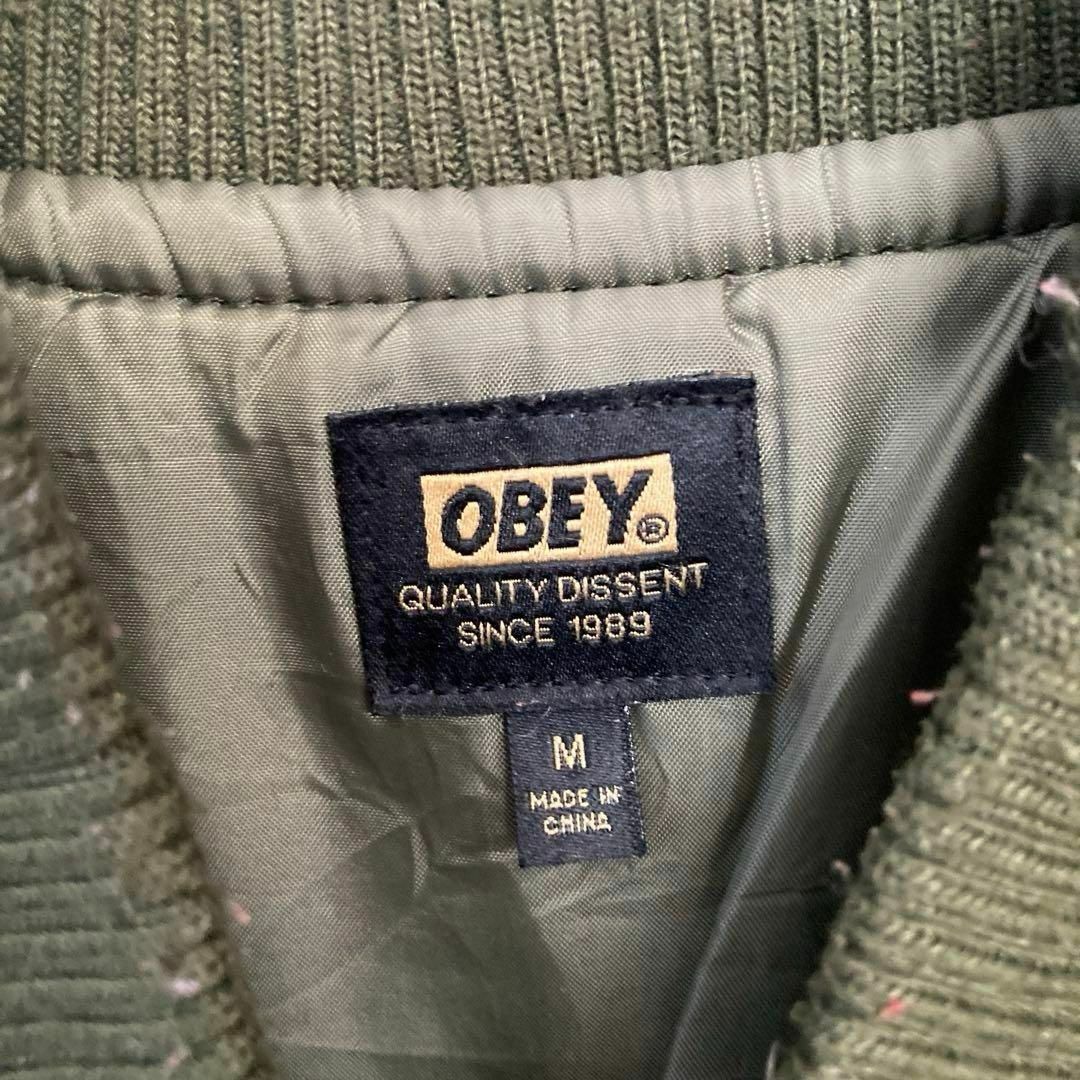 OBEY®
QUALITY DISSENT
SINCE 1989
M
MADE IN
CHINA